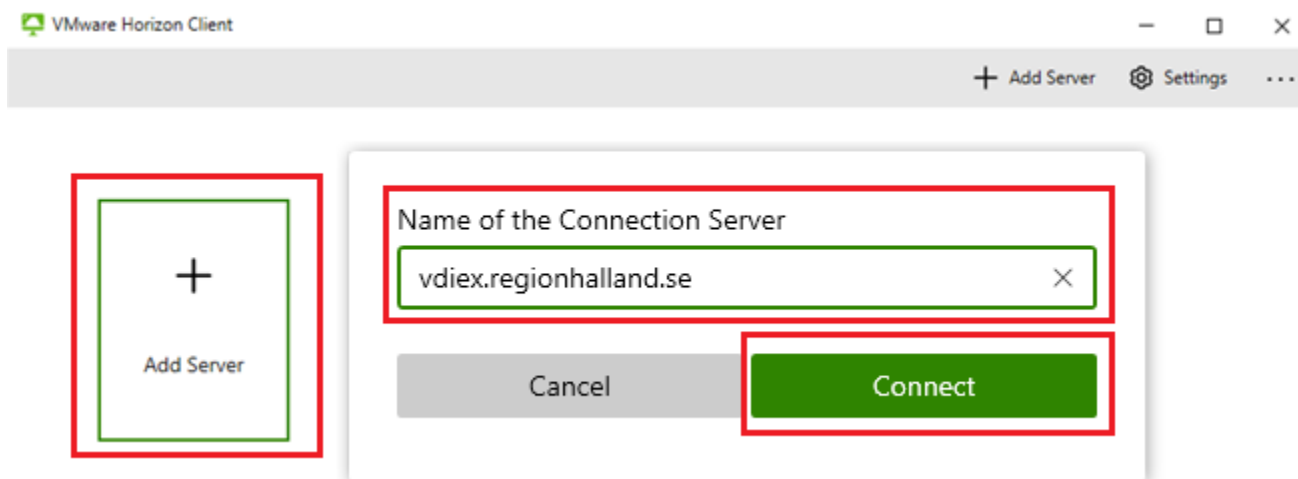 VMware Horizon Client
Add Server Settings
Name of the Connection Server
vdiex.regionhalland.se
Add Server
Cancel Connect